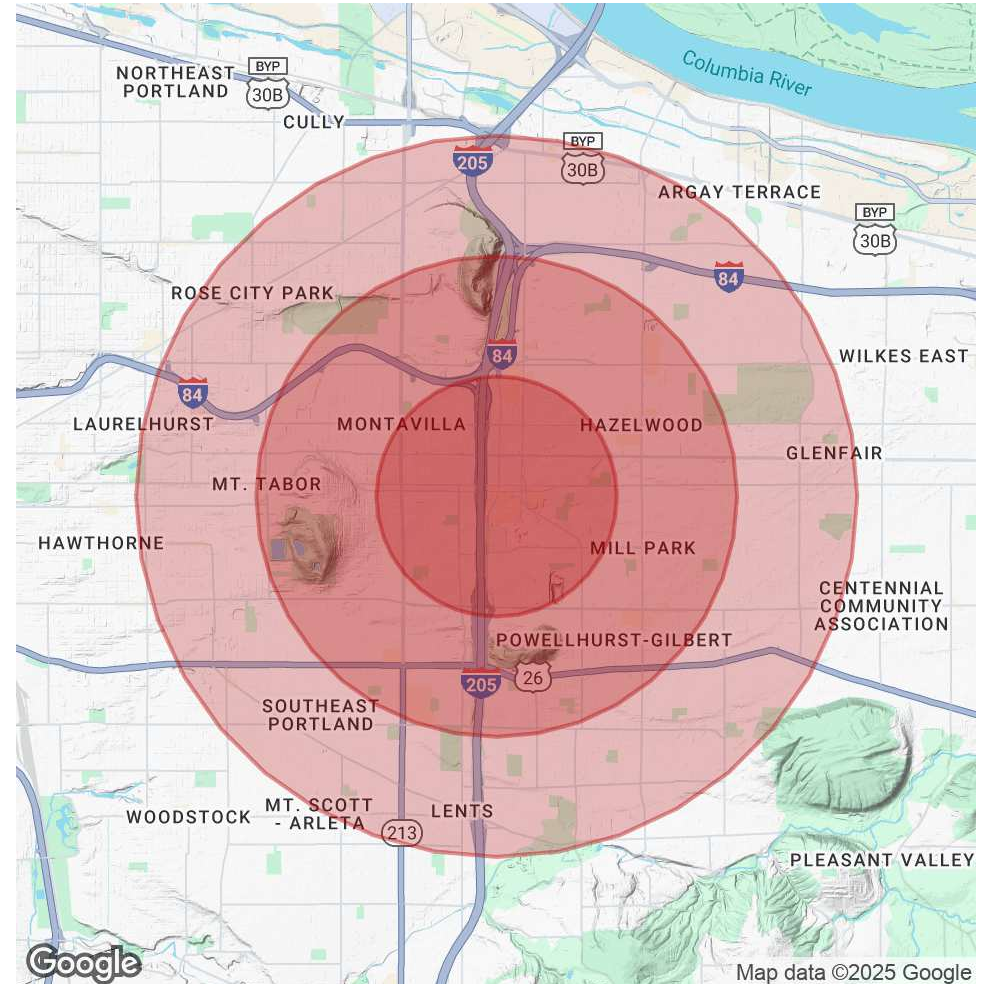 Columbia River
NORTHEAST
PORTLAND
BYP
30B
CULLY
205
BYP
30B
ARGAY TERRACE
BYP
30B
84
ROSE CITY PARK
84
WILKES EAST
84
LAURELHURST
MONTAVILLA
HAZELWOOD
GLENFAIR
MT. TABOR
HAWTHORNE
MILL PARK
CENTENNIAL
COMMUNITY
ASSOCIATION
POWELLHURST-GILBERT
26
205
SOUTHEAST
PORTLAND
WOODSTOCK
MT. SCOTT
- ARLETA
LENTS
213
PLEASANT VALLEY
Google
Map data ©2025 Google